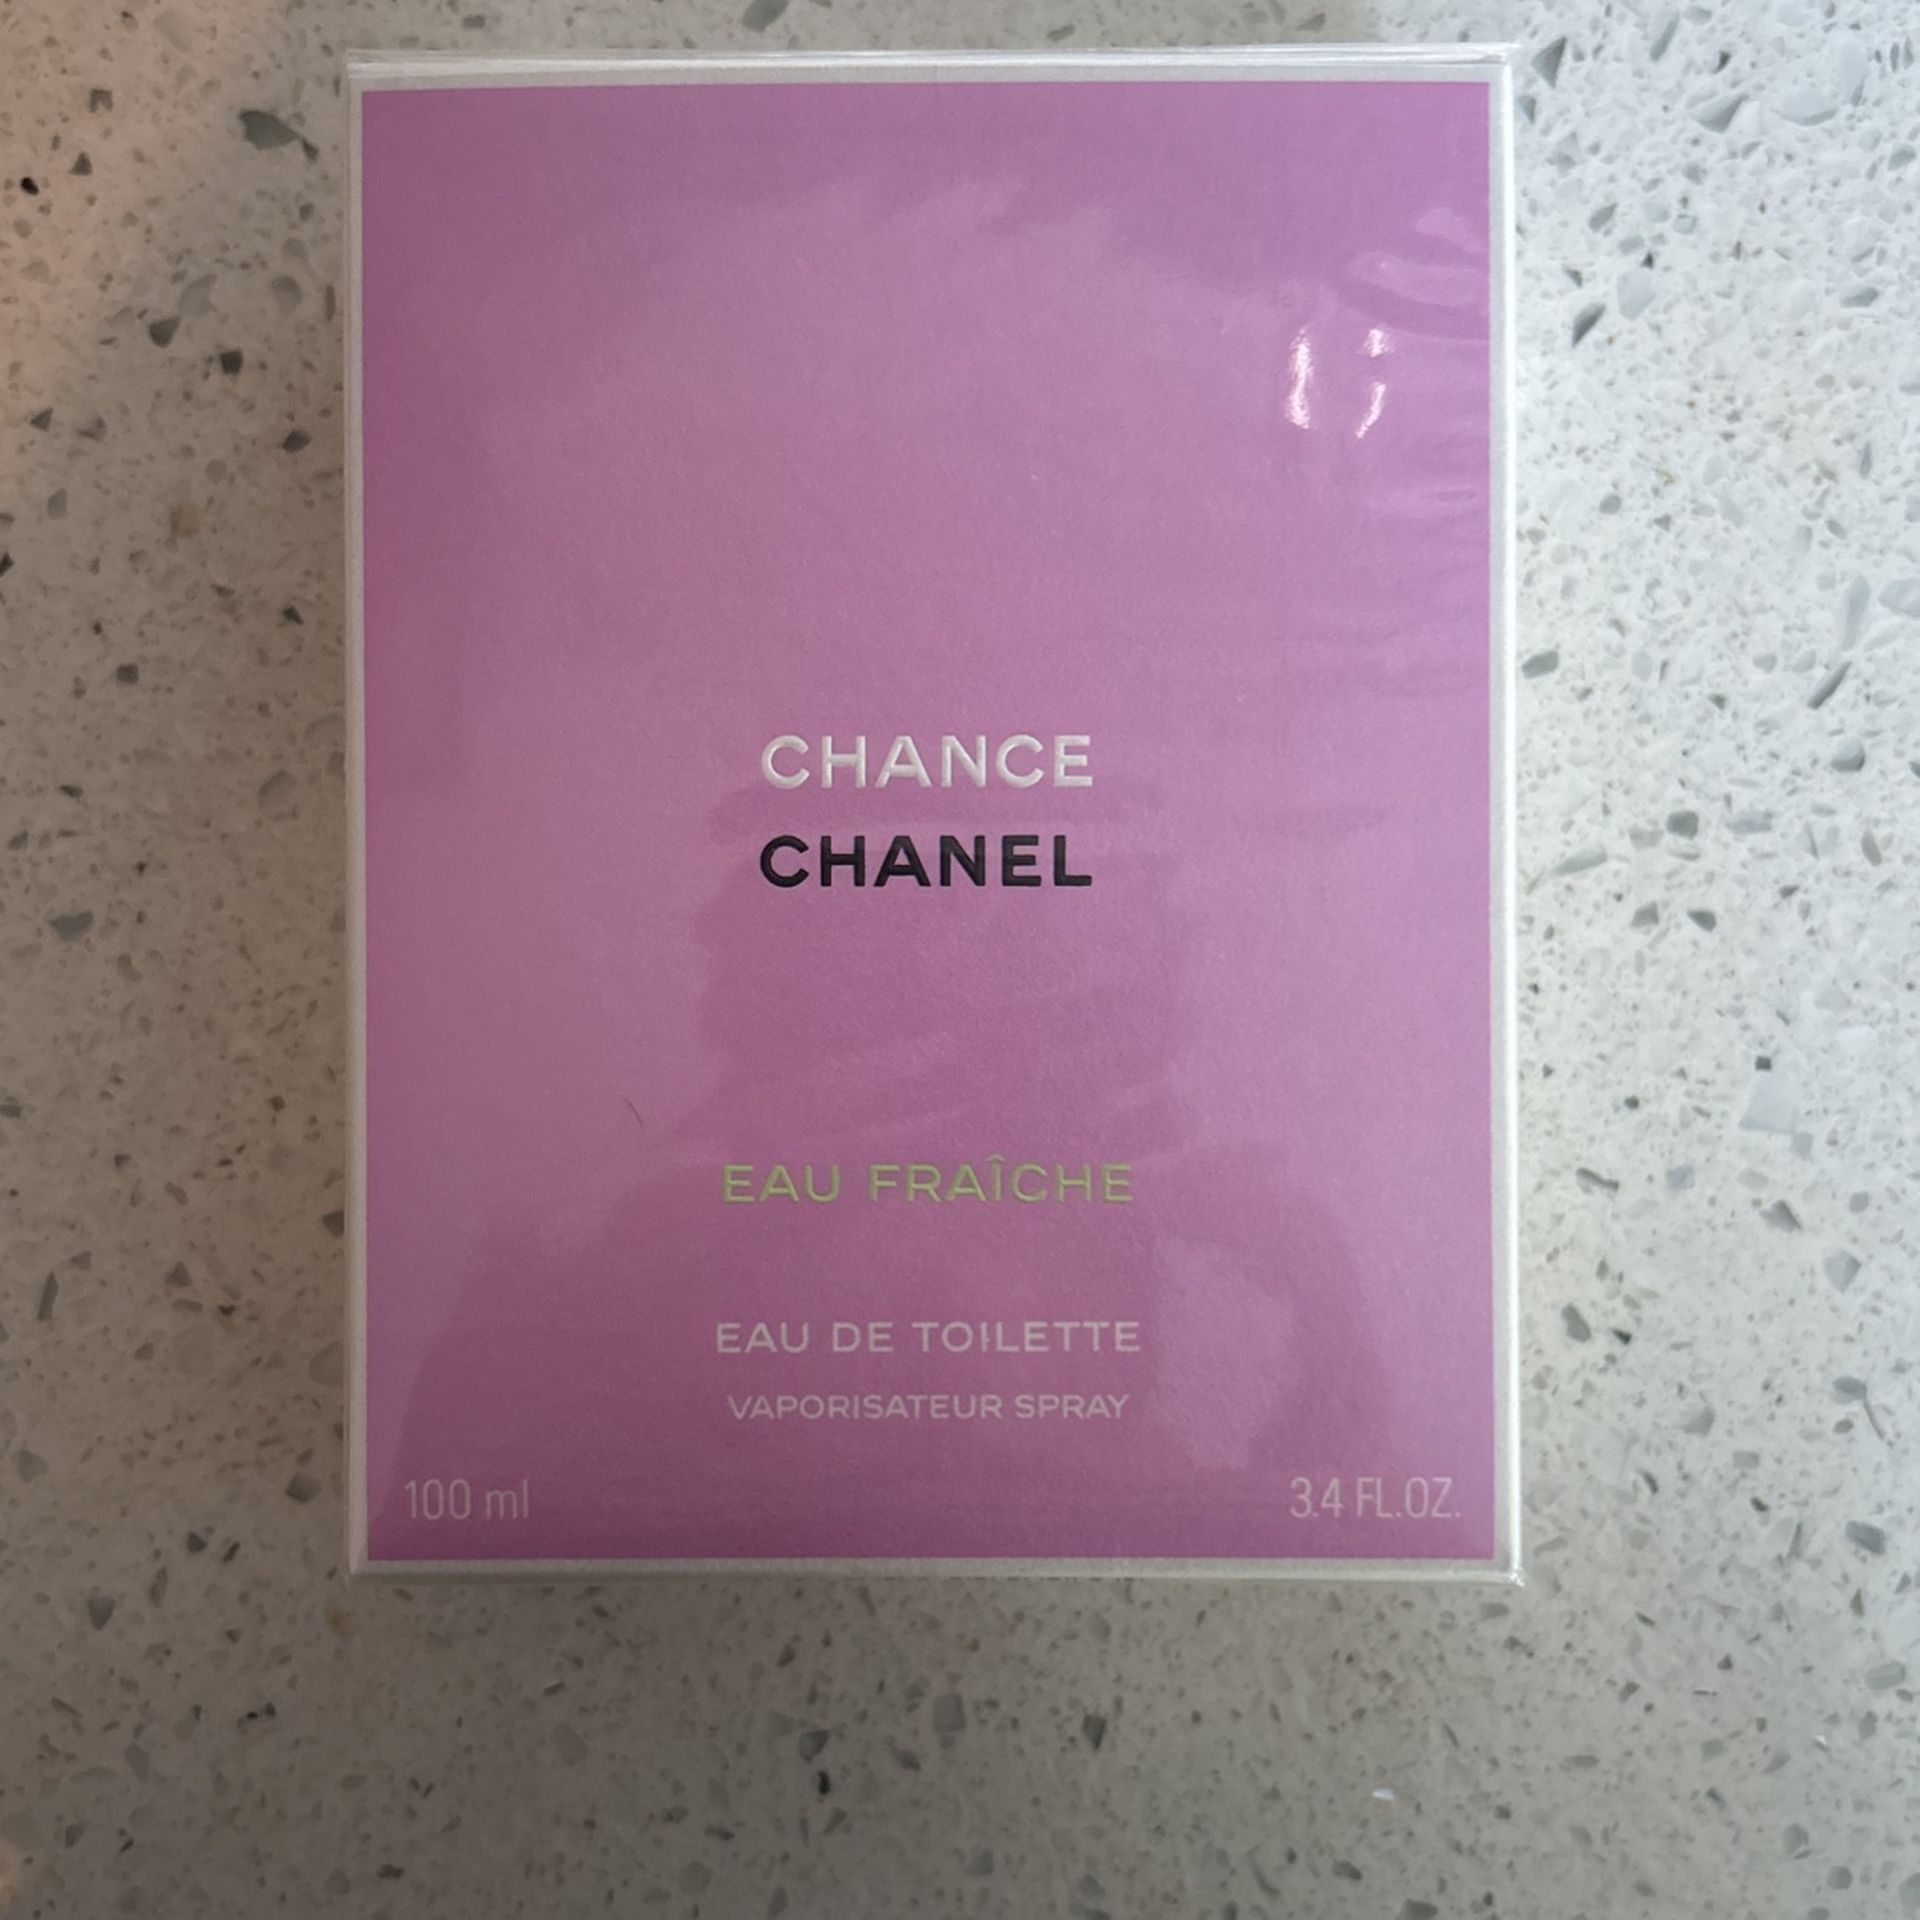 CHANCE
CHANEL
EAU FRAÎCHE
EAU DE TOILETTE
VAPORISATEUR SPRAY
100 ml 3.4 FL.OZ.